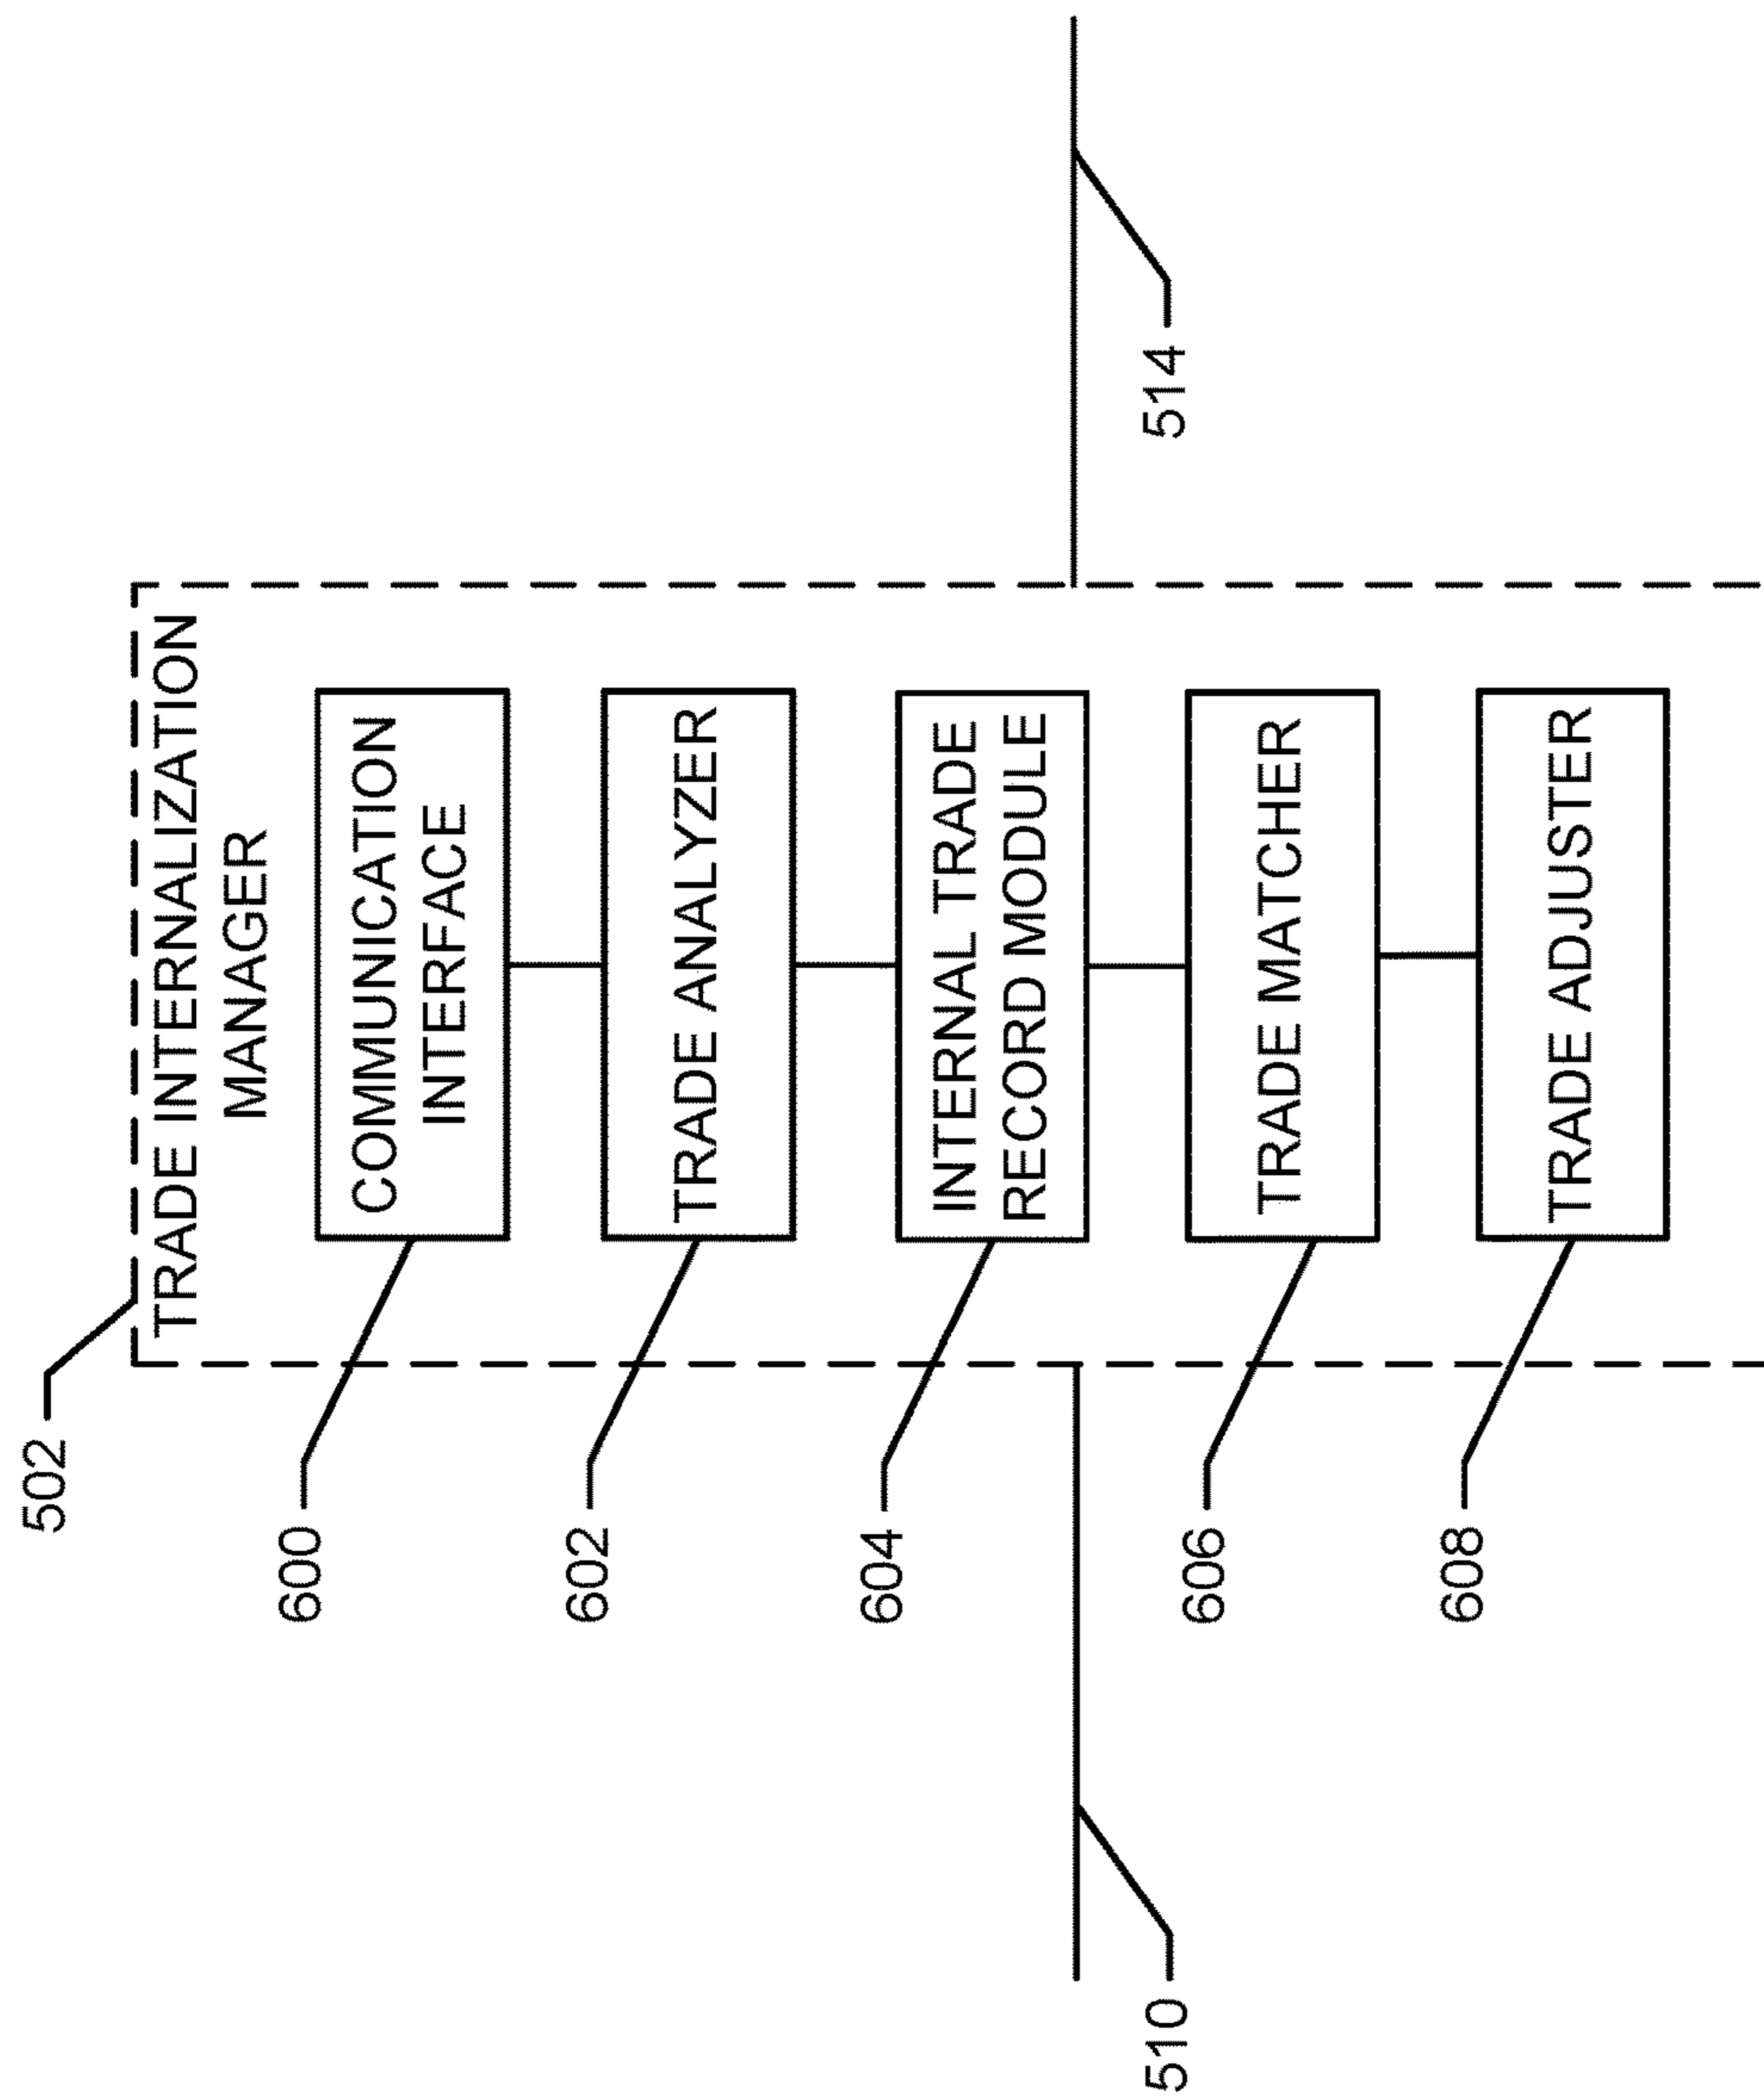 502
TRADE INTERNALIZATION
MANAGER
600
COMMUNICATION
INTERFACE
602
TRADE ANALYZER
604
INTERNAL TRADE
RECORD MODULE
510
514
606
TRADE MATCHER
608
TRADE ADJUSTER